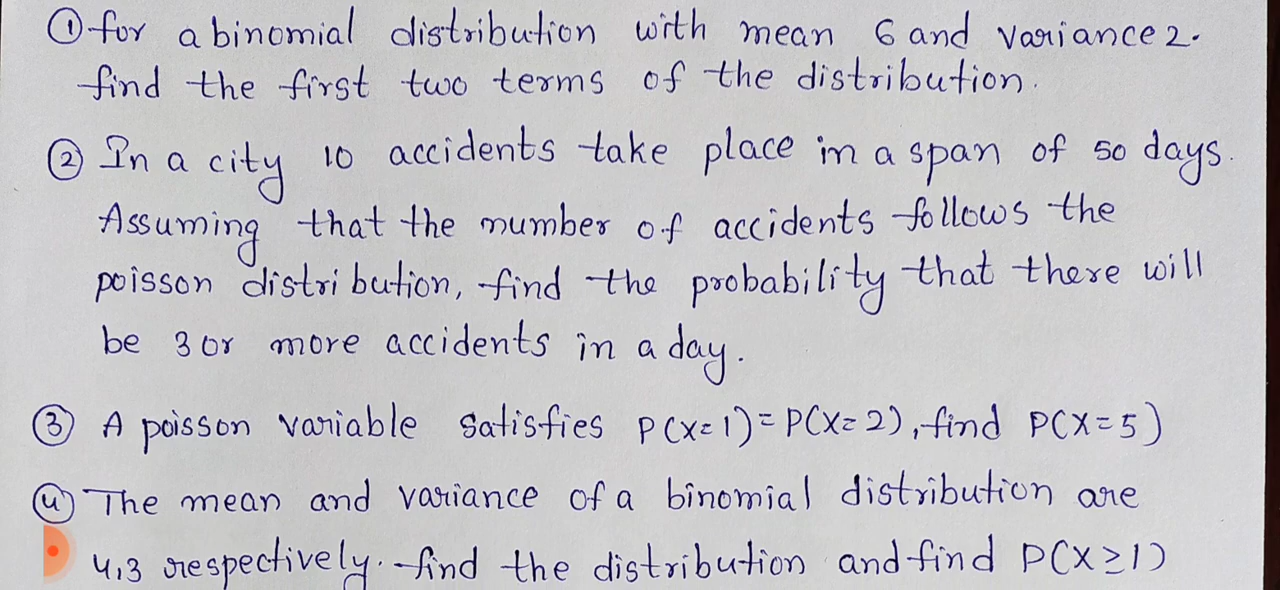 ① for a binomial distribution with mean 6 and variance 2.
find the first two terms of the distribution.
② In a city 10 accidents take place in a span of 50 days.
Assuming that the number of accidents follows the
poisson distribution, find the probability that there will
be 3 or more accidents in a day.
③ A poisson variable satisfies P(X=1)=P(X=2), find P(X=5)
④ The mean and variance of a binomial distribution are
4,3 respectively. find the distribution and find P(X≥1)